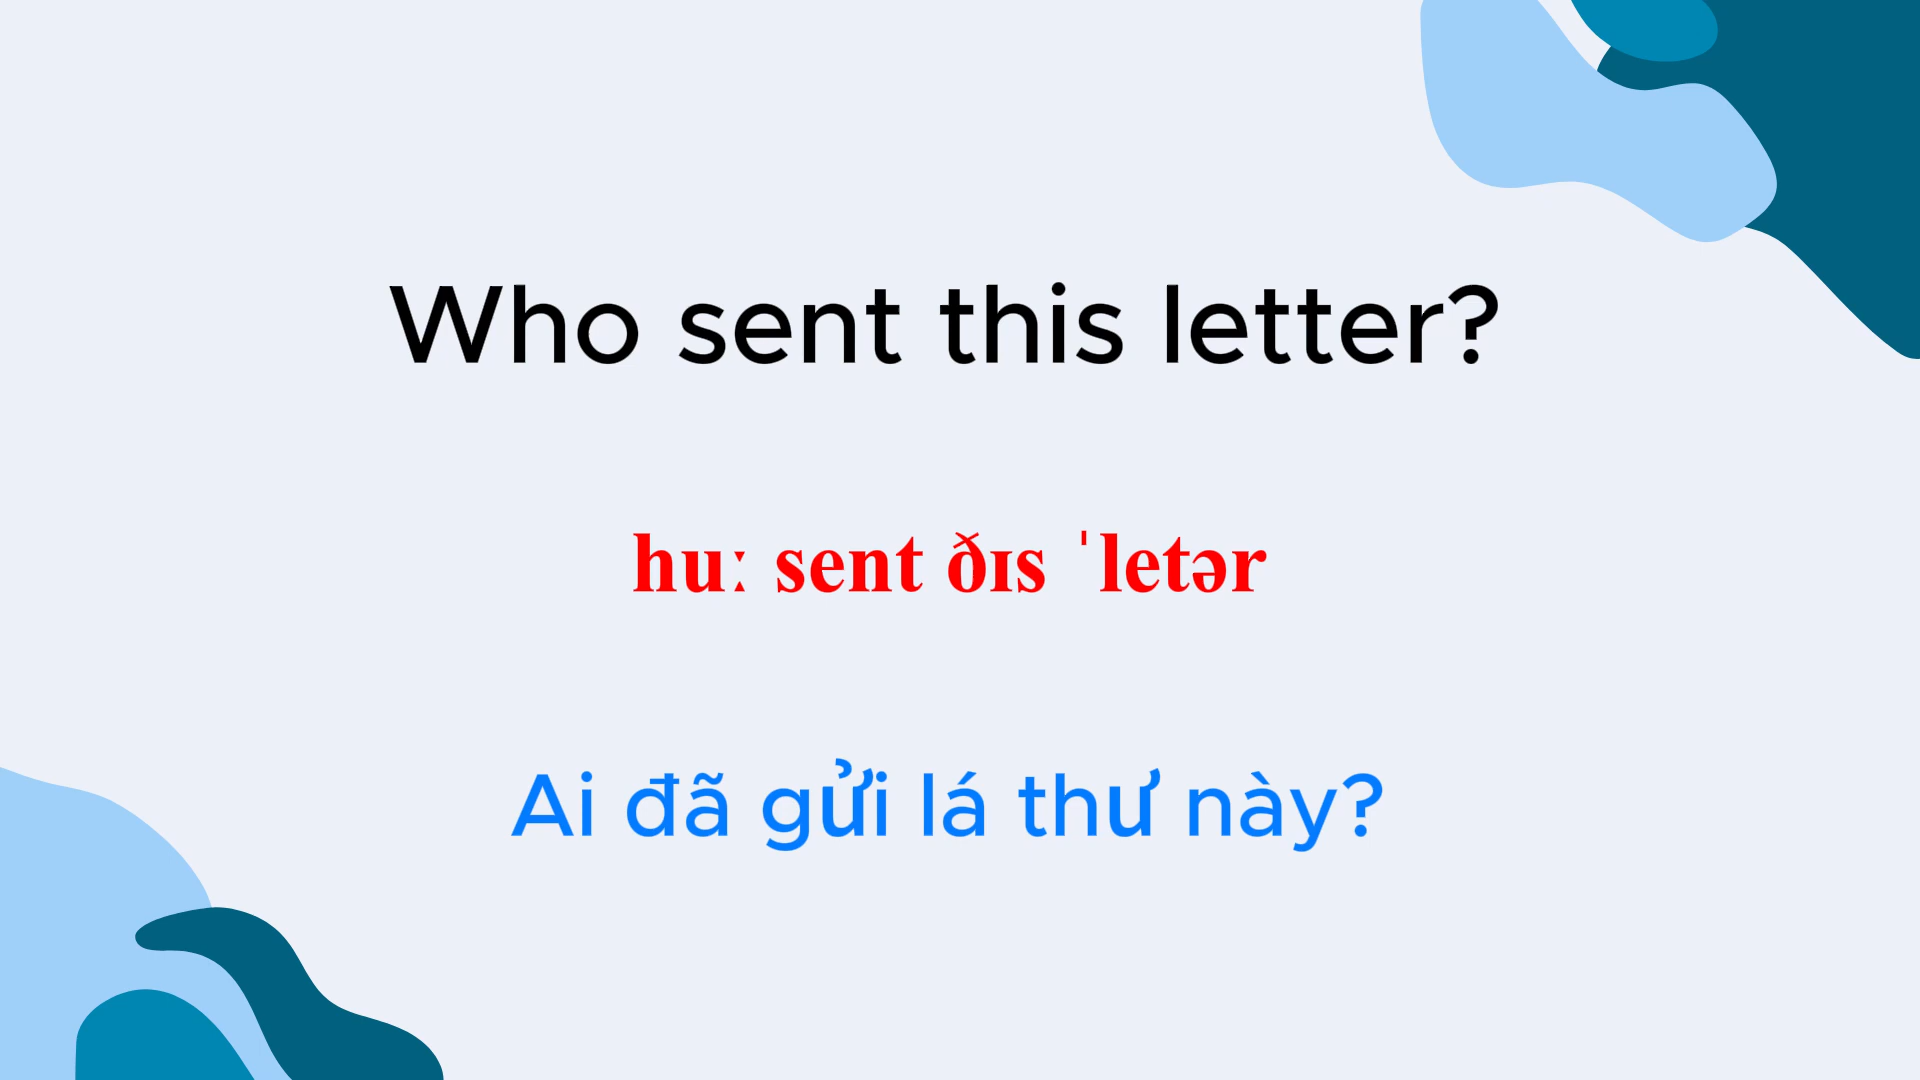 Who sent this letter?
huː sent ðɪs ˈletər
Ai đã gửi lá thư này?